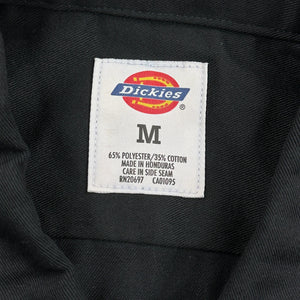 Dickies
®
M
65% POLYESTER/35% COTTON
MADE IN HONDURAS
CARE IN SIDE SEAM
RN20697 CA01095